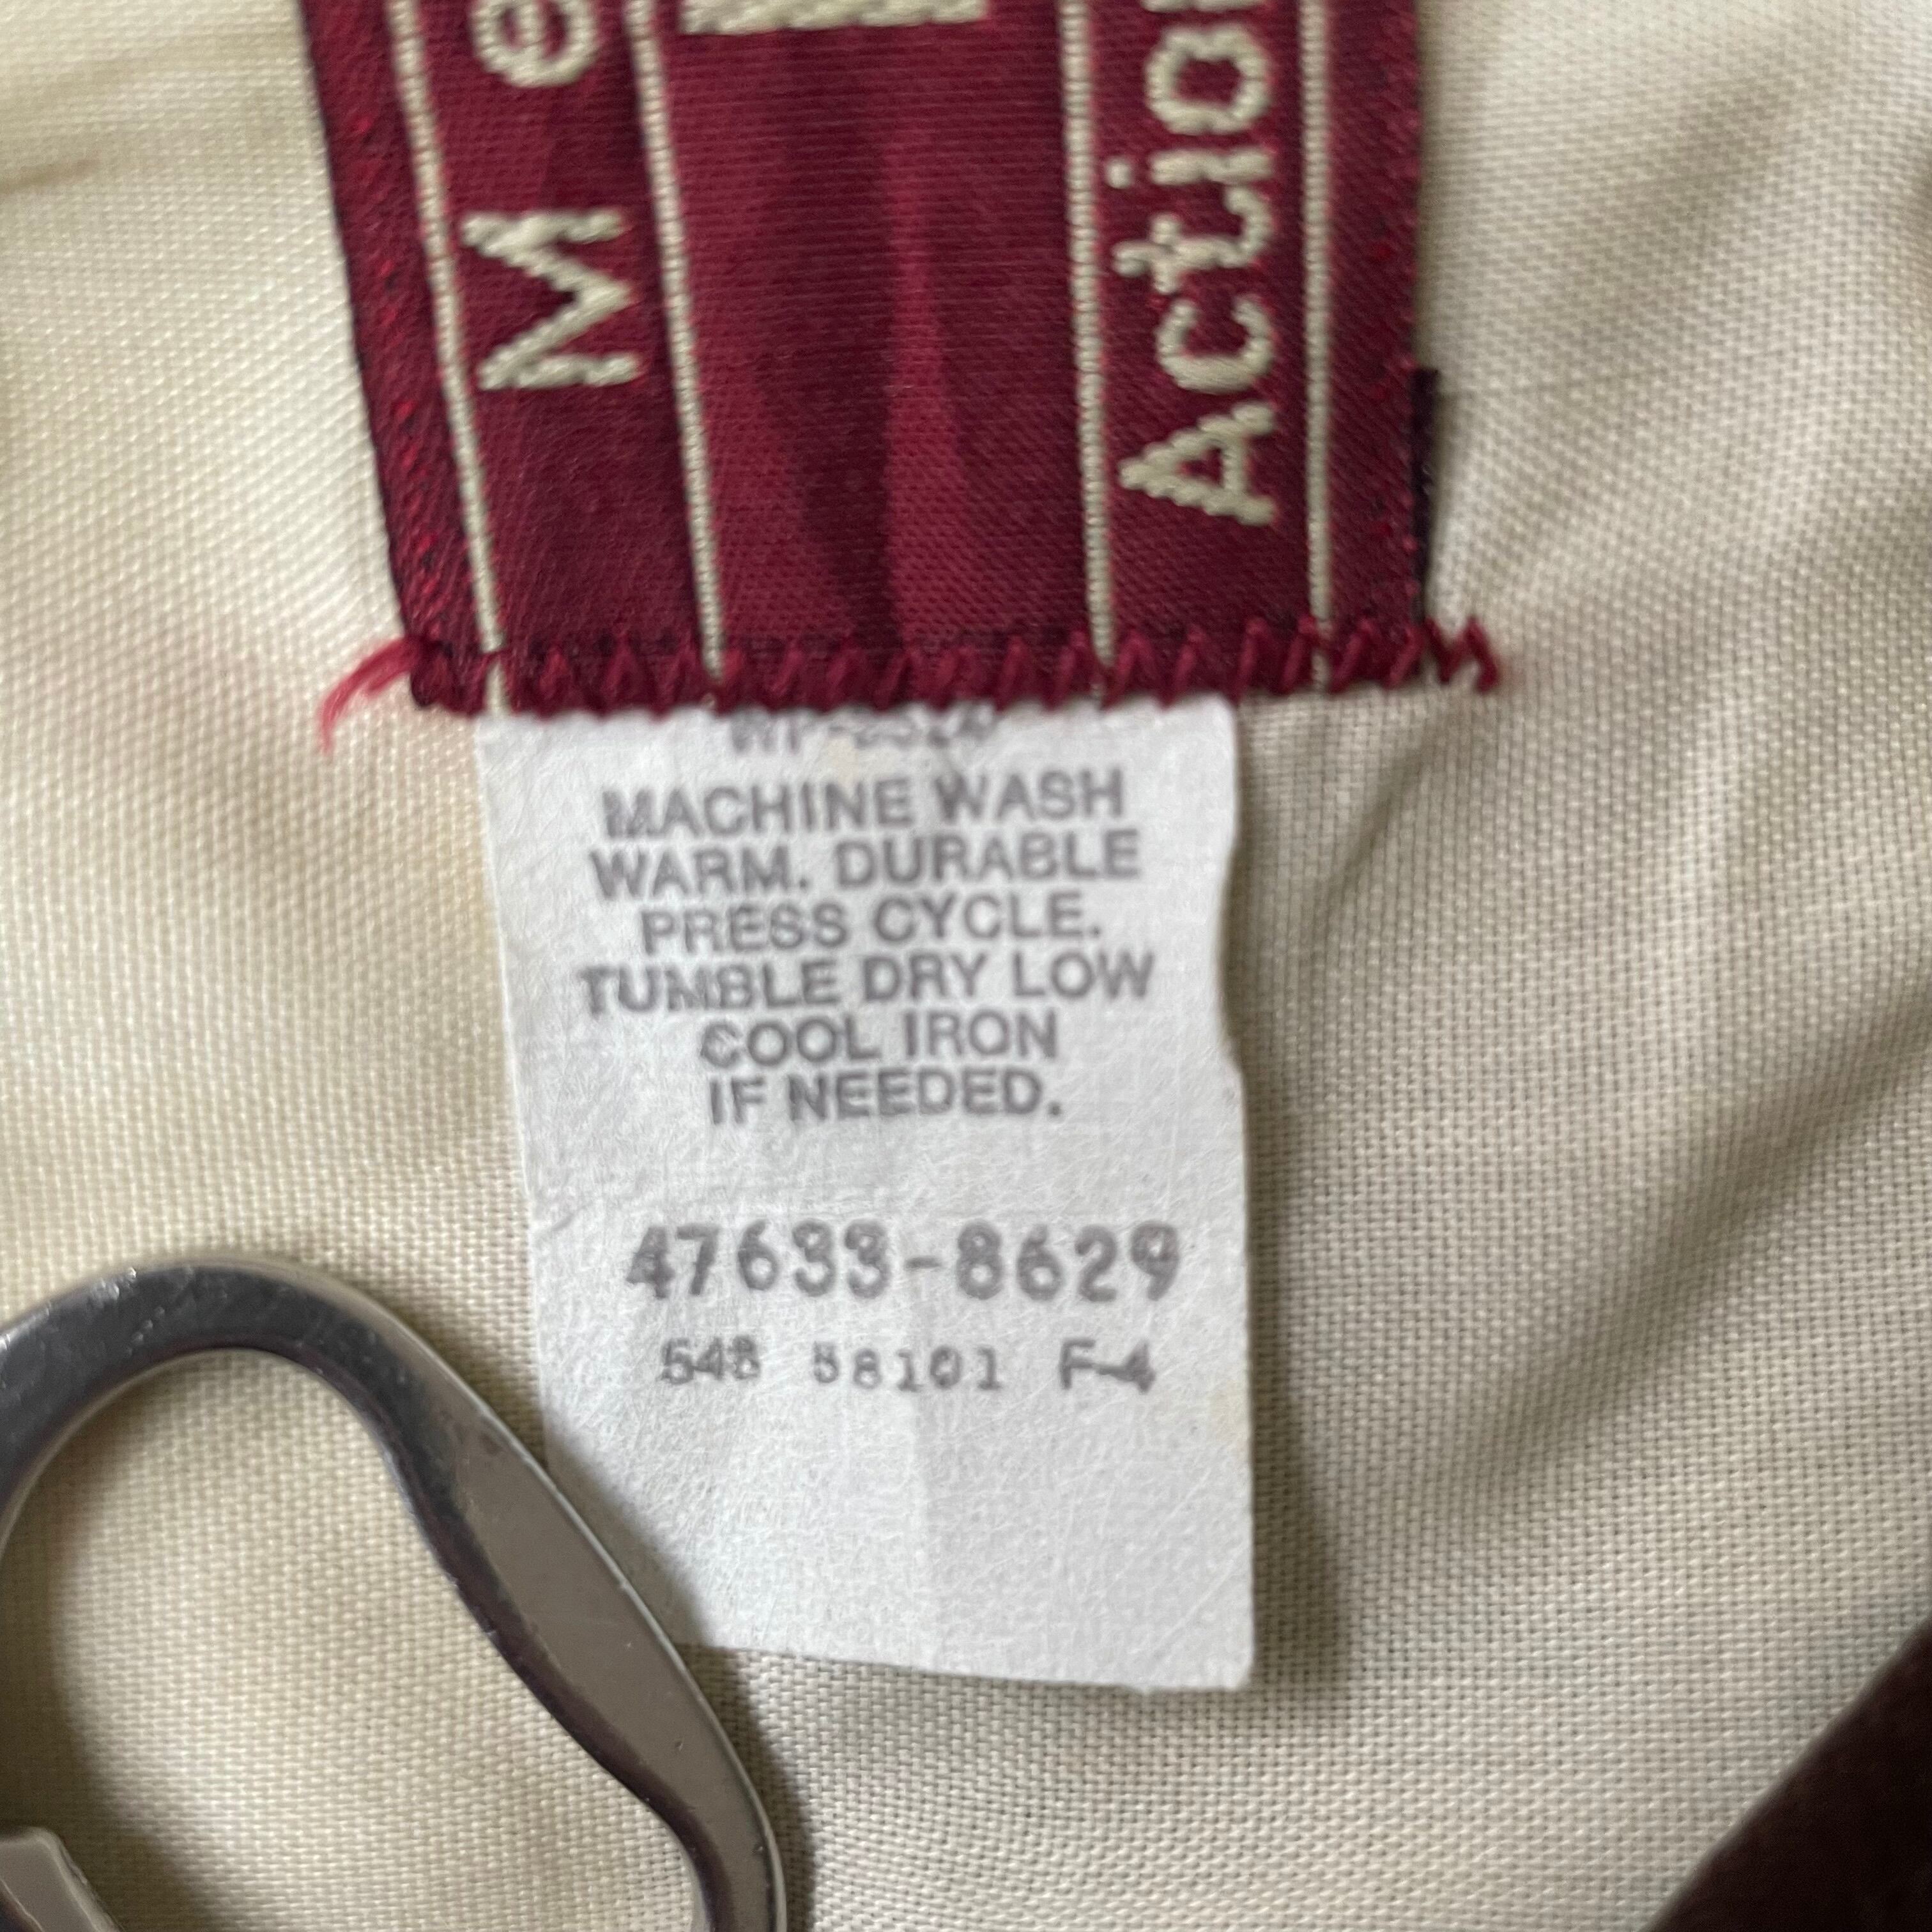 Me
Actio
MACHINE WASH
WARM. DURABLE
PRESS CYCLE.
TUMBLE DRY LOW
COOL IRON
IF NEEDED.
47633-8629
548 58101 F-4